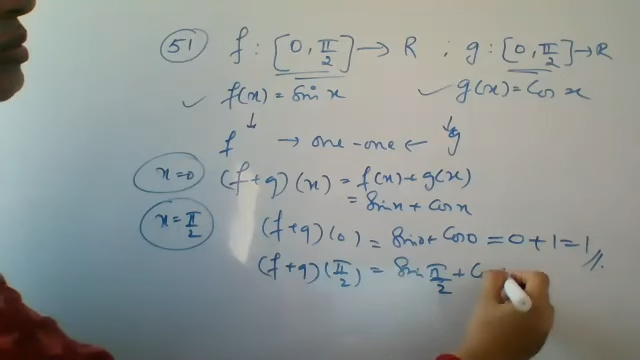 51 f : [0, π/2] → R ; g : [0, π/2] → R
✓ f(x) = Sin x ✓ g(x) = Cos x
↓ ↓
f → one-one ← g
x=0 (f+g)(x) = f(x) + g(x)
= Sin x + Cos x
x = π/2 (f+g)(0) = Sin 0 + Cos 0 = 0 + 1 = 1 //.
(f+g)(π/2) = Sin π/2 + C